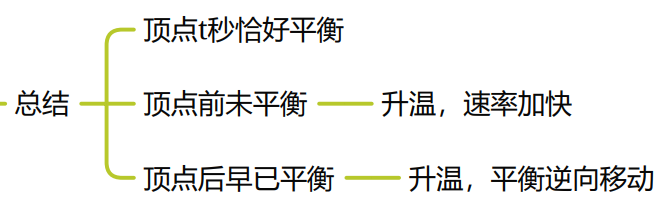 顶点t秒恰好平衡
总结
顶点前未平衡
升温，速率加快
顶点后早已平衡
升温，平衡逆向移动